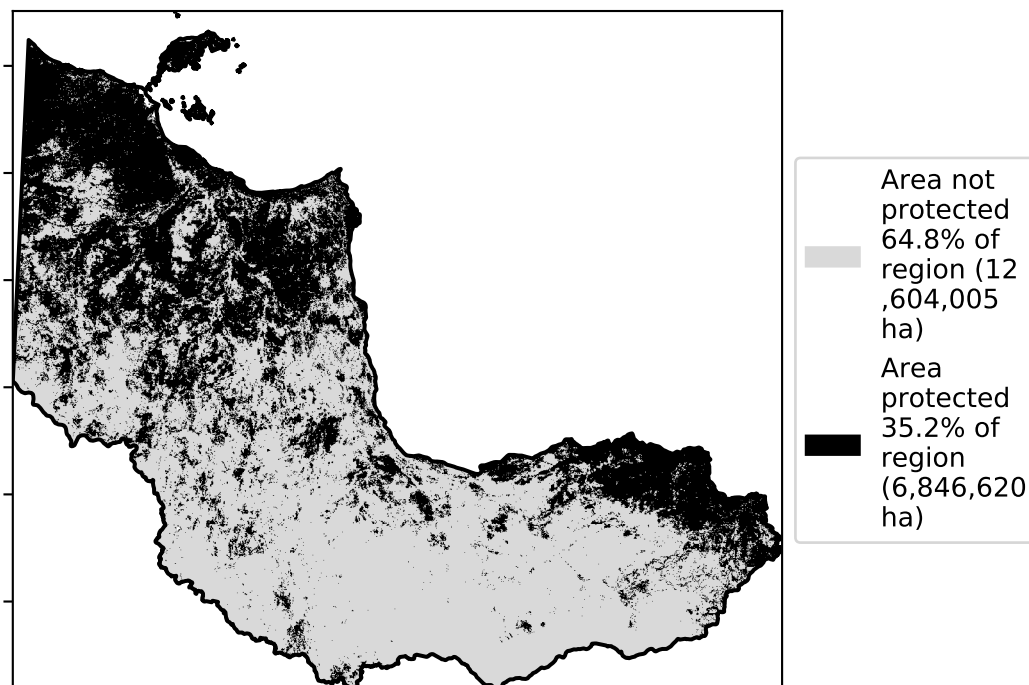 Area not
protected
64.8% of
region (12
,604,005
ha)
Area
protected
35.2% of
region
(6,846,620
ha)